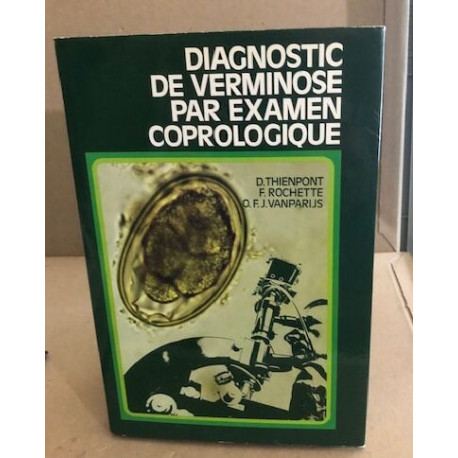 DIAGNOSTIC
DE VERMINOSE
PAR EXAMEN
COPROLOGIQUE
D.THIENPONT
F. ROCHETTE
O.F.J.VANPARIJS